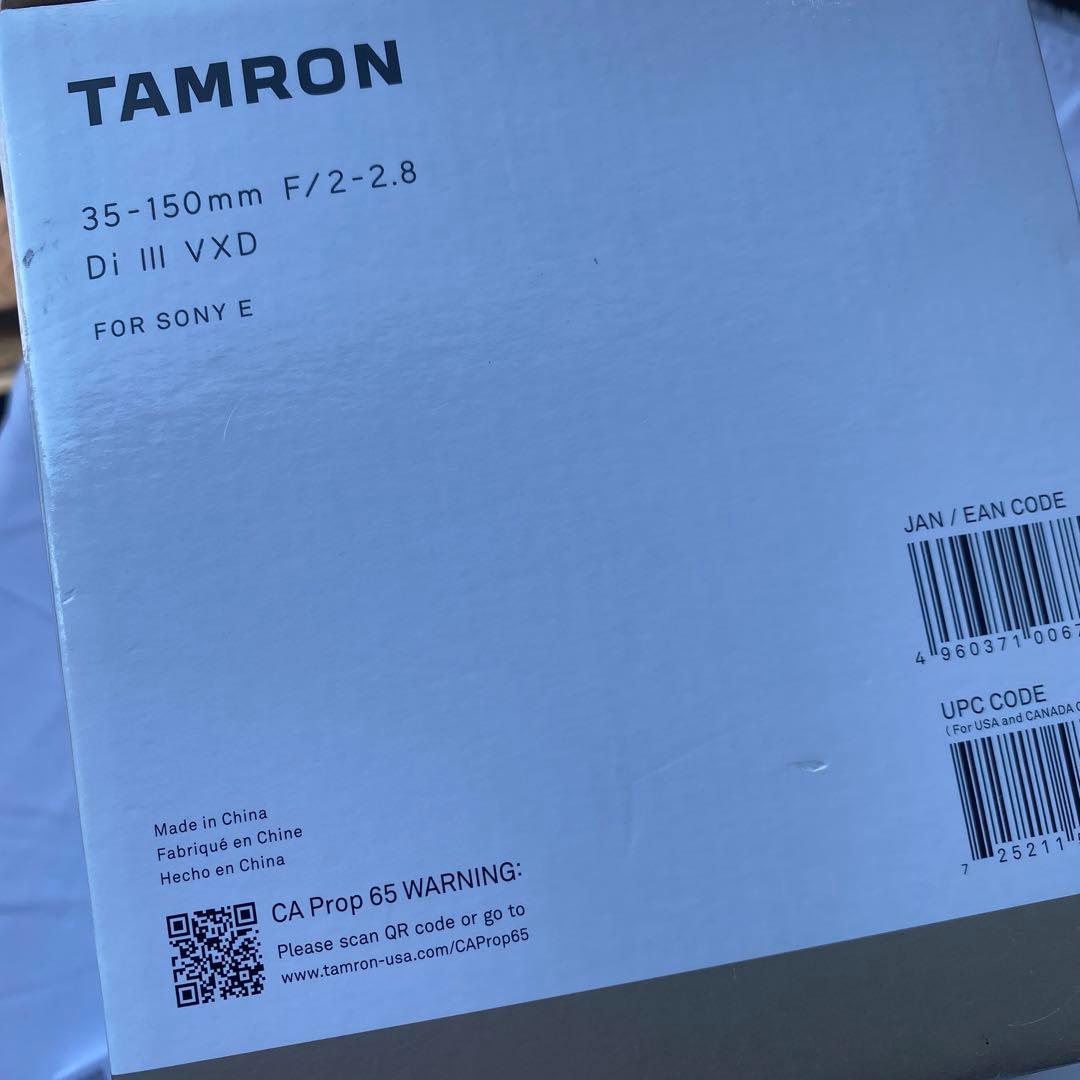 TAMRON
35-150mm F/2-2.8
Di III VXD
FOR SONY E
JAN / EAN CODE
4 960371 0067
UPC CODE
( For USA and CANADA
7 25211
Made in China
Fabriqué en Chine
Hecho en China
CA Prop 65 WARNING:
Please scan QR code or go to
www.tamron-usa.com/CAProp65